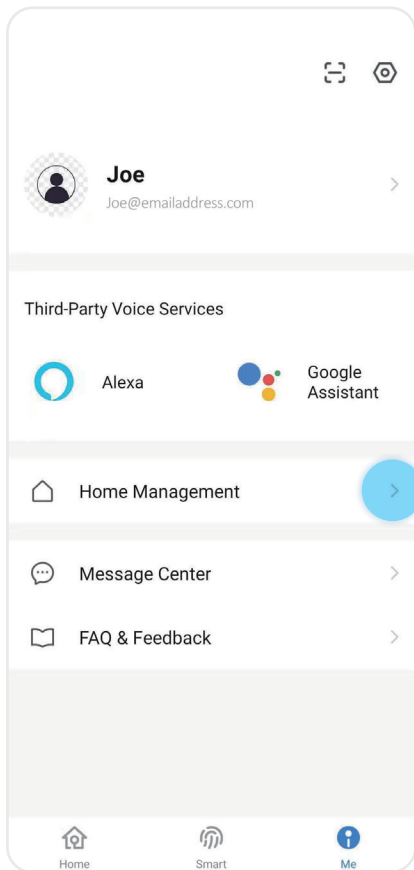 Joe
Joe@emailaddress.com
Third-Party Voice Services
Alexa
Google
Assistant
Home Management
Message Center
FAQ & Feedback
Home
Smart
Me